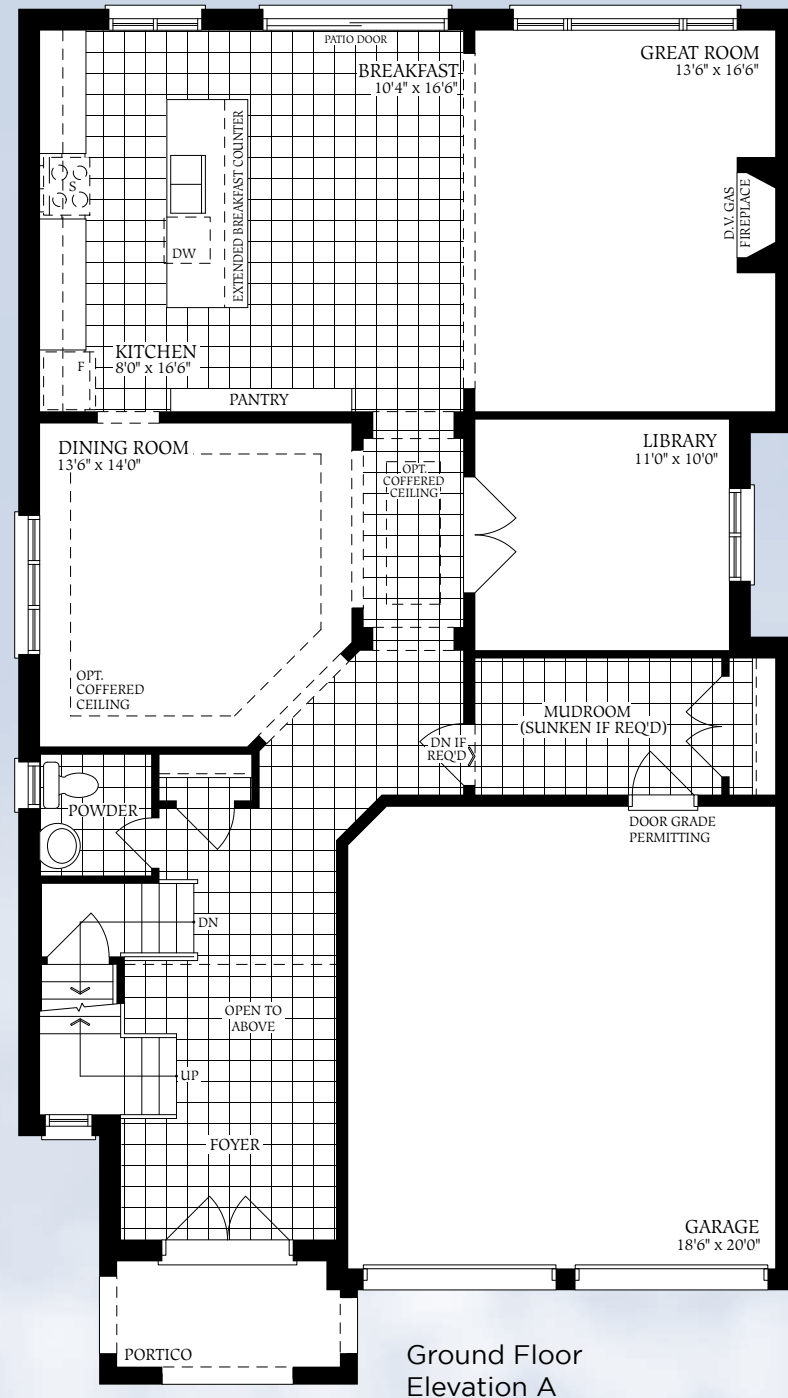 PATIO DOOR
BREAKFAST
10'4" x 16'6"
GREAT ROOM
13'6" x 16'6"
EXTENDED BREAKFAST COUNTER
S
DW
D.V. GAS
FIREPLACE
KITCHEN
8'0" x 16'6"
F
PANTRY
DINING ROOM
13'6" x 14'0"
OPT.
COFFERED
CEILING
LIBRARY
11'0" x 10'0"
OPT.
COFFERED
CEILING
MUDROOM
(SUNKEN IF REQ'D)
DN IF
REQ'D
POWDER
DOOR GRADE
PERMITTING
DN
OPEN TO
ABOVE
UP
FOYER
GARAGE
18'6" x 20'0"
PORTICO
Ground Floor
Elevation A